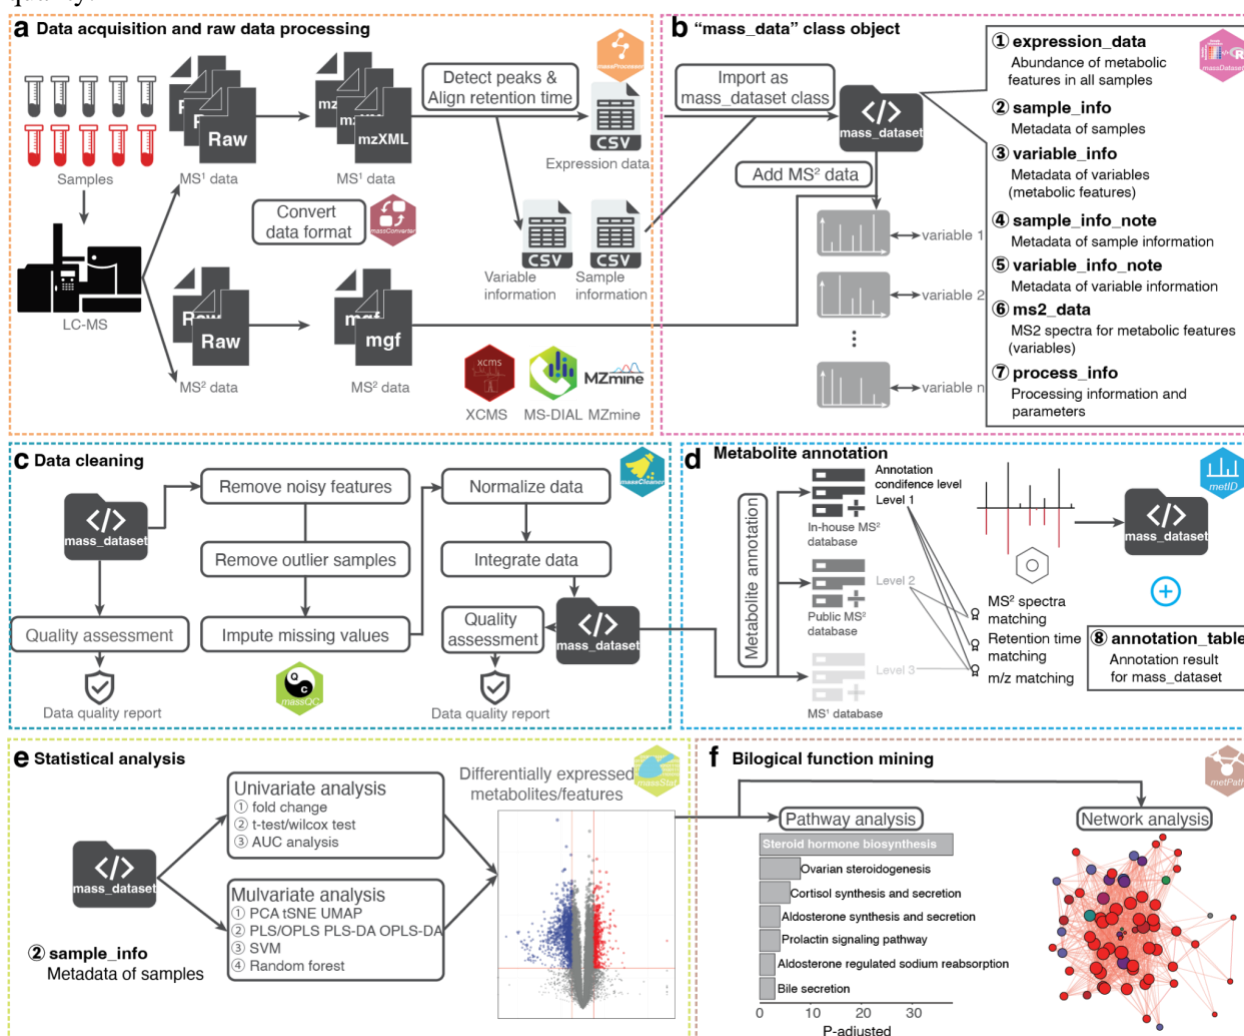 a Data acquisition and raw data processing
massProcesser
Raw
Samples
MS¹ data
mzXML
MS¹ data
Detect peaks &
Align retention time
CSV
Expression data
Convert
data format
massConverter
CSV
Variable
information
CSV
Sample
information
LC-MS
Raw
Raw
MS² data
mgf
mgf
MS² data
xcms
XCMS
MS-DIAL
MZmine
MZmine
b "mass_data" class object
Import as
mass_dataset class
</>
mass_dataset
Add MS² data
variable 1
variable 2
variable n
massDataset
① expression_data
Abundance of metabolic
features in all samples
② sample_info
Metadada of samples
③ variable_info
Metadata of variables
(metabolic features)
④ sample_info_note
Metadata of sample information
⑤ variable_info_note
Metadata of variable information
⑥ ms2_data
MS2 spectra for metabolic features
(variables)
⑦ process_info
Processing information and
parameters
c Data cleaning
massCleaner
</>
mass_dataset
Quality assessment
Data quality report
Remove noisy features
Remove outlier samples
Impute missing values
Q C
massQC
Normalize data
Integrate data
Quality
assessment
</>
mass_dataset
Data quality report
d Metabolite annotation
metID
Metabolite annotation
Annotation
condifence level
Level 1
In-house MS²
database
Level 2
Public MS²
database
Level 3
MS¹ database
MS² spectra
matching
Retention time
matching
m/z matching
</>
mass_dataset
⑧ annotation_table
Annotation result
for mass_dataset
e Statistical analysis
massStat
</>
mass_dataset
② sample_info
Metadata of samples
Univariate analysis
① fold change
② t-test/wilcox test
③ AUC analysis
Mulvariate analysis
① PCA tSNE UMAP
② PLS/OPLS PLS-DA OPLS-DA
③ SVM
④ Random forest
Differentially expressed
metabolites/features
f Bilogical function mining
metPath
Pathway analysis
Network analysis
Steroid hormone biosynthesis
Ovarian steroidogenesis
Cortisol synthesis and secretion
Aldosterone synthesis and secretion
Prolactin signaling pathway
Aldosterone regulated sodium reabsorption
Bile secretion
0 10 20 30
P-adjusted